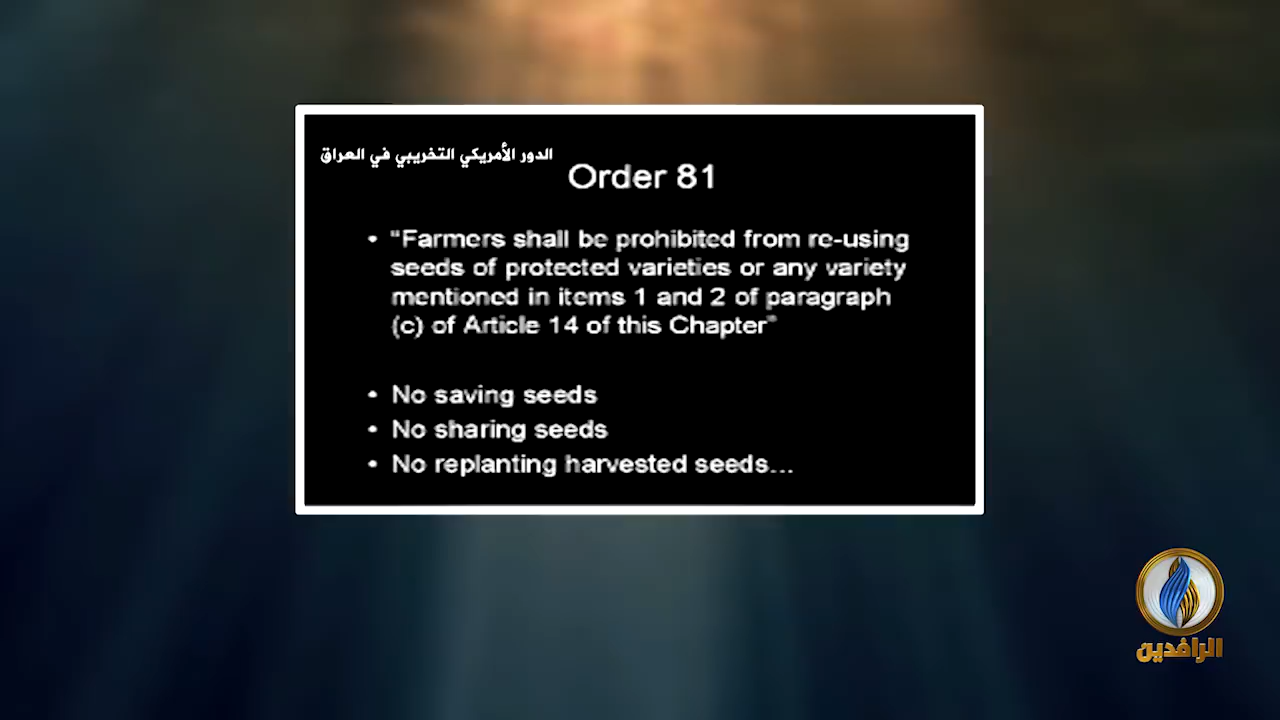 الدور الأمريكي التخريبي في العراق
Order 81
• “Farmers shall be prohibited from re-using
seeds of protected varieties or any variety
mentioned in items 1 and 2 of paragraph
(c) of Article 14 of this Chapter”
• No saving seeds
• No sharing seeds
• No replanting harvested seeds...
الرافدين